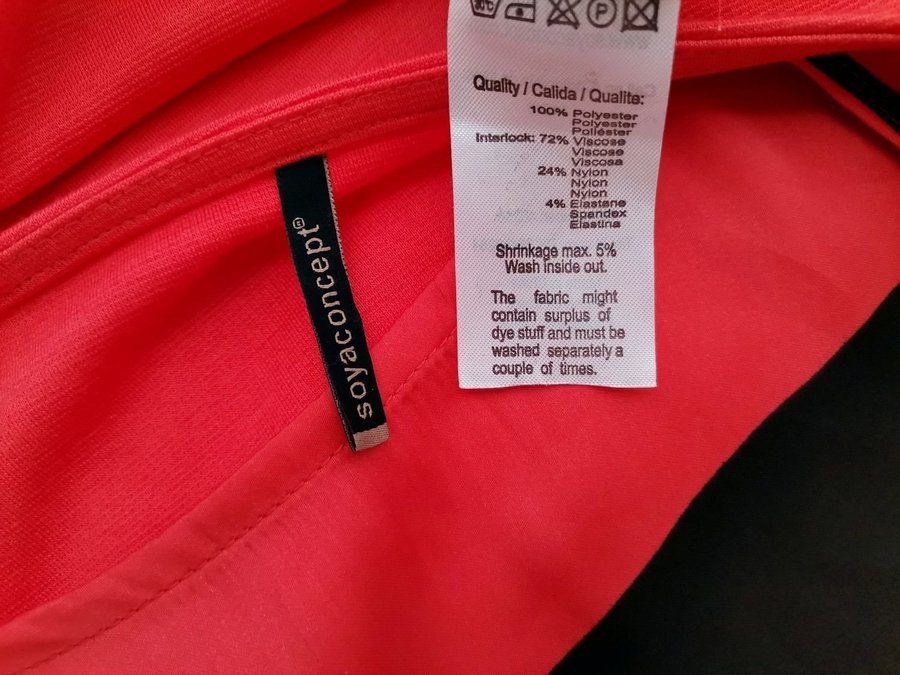 Quality / Calida / Qualite:
100% Polyester
Polyester
Poliéster
Interlock: 72% Viscose
Viscose
Viscosa
24% Nylon
Nylon
Nylon
4% Elastane
Spandex
Elastina
Shrinkage max. 5%
Wash inside out.
The fabric might
contain surplus of
dye stuff and must be
washed separately a
couple of times.
soyaconcept®